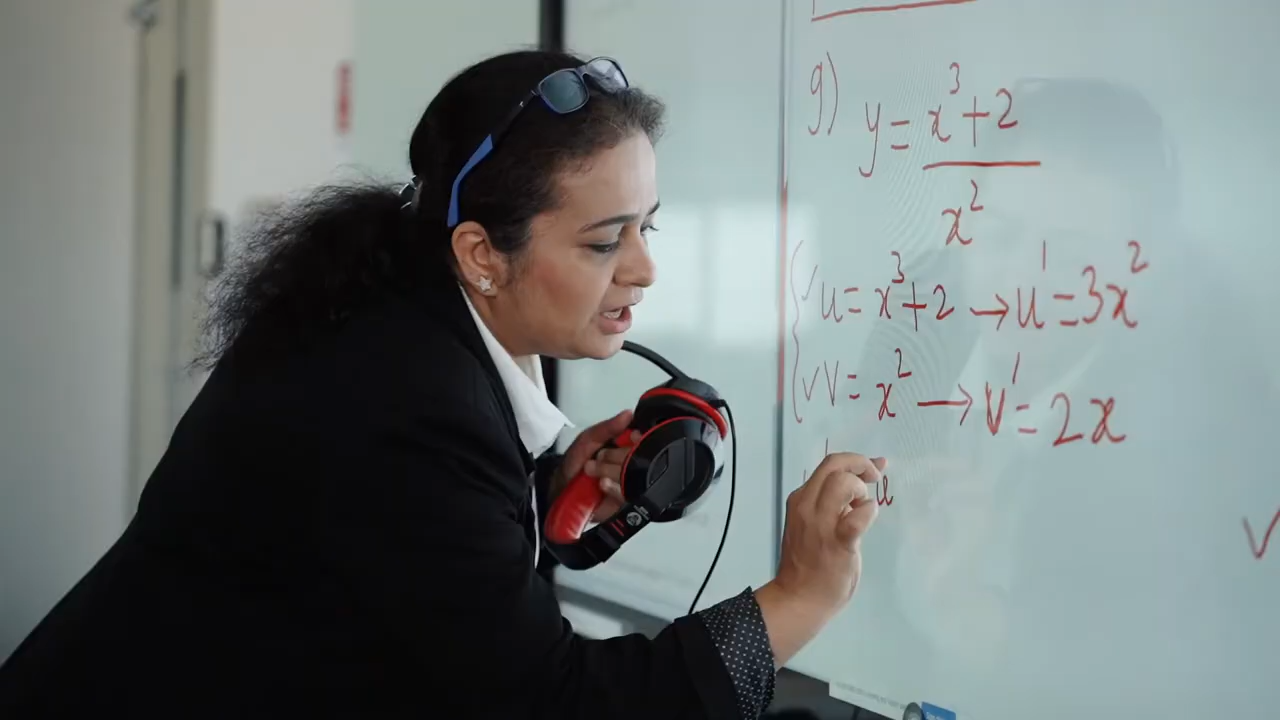 g) y = x³+2
x²
✓ u = x³+2 → u' = 3x²
✓ v = x² → v' = 2x
u